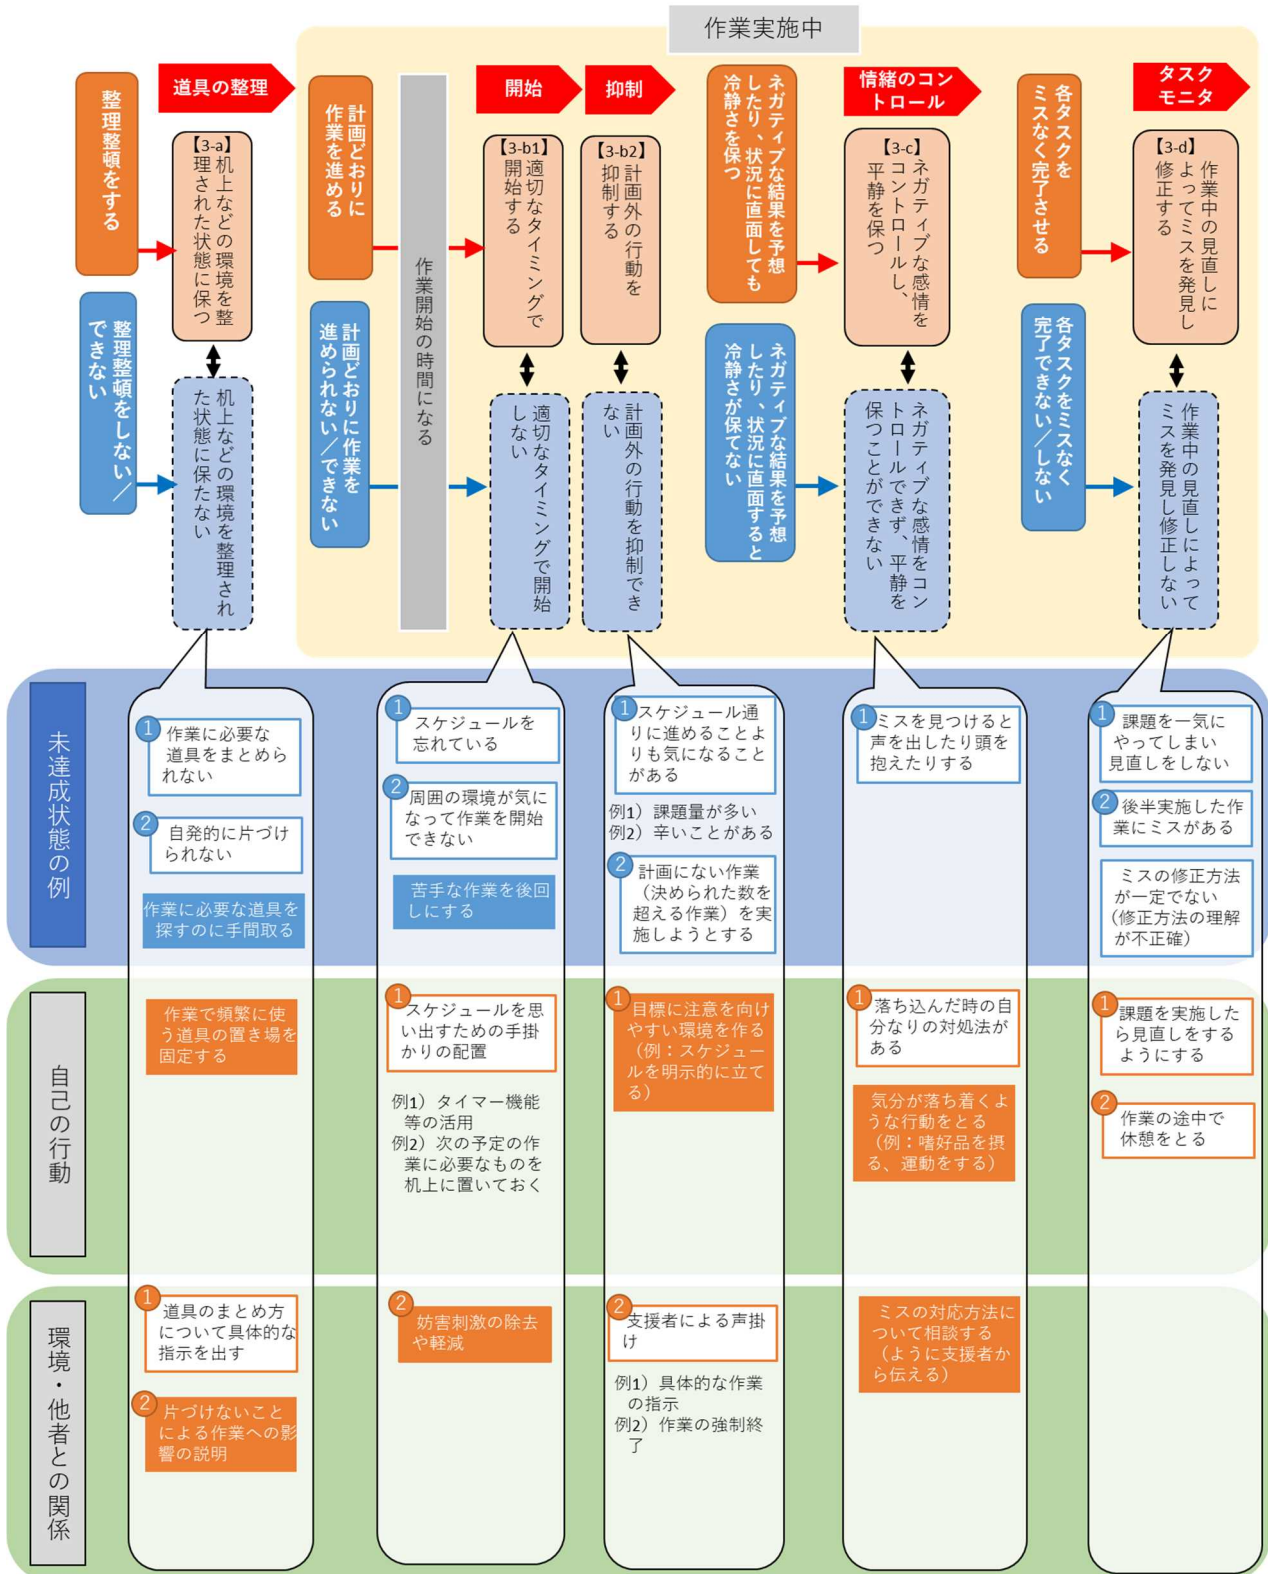 作業実施中
整理整頓をする
整理整頓をしない／
できない
道具の整理
【3-a】
机上などの環境を整
理された状態に保つ
机上などの環境を整理され
た状態に保たない
計画どおりに
作業を進める
計画どおりに作業を
進められない／できない
作業開始の時間になる
開始
【3-b1】
適切なタイミングで
開始する
適切なタイミングで開始
しない
抑制
【3-b2】
計画外の行動を
抑制する
計画外の行動を抑制でき
ない
ネガティブな結果を予想
したり、状況に直面しても
冷静さを保つ
ネガティブな結果を予想
したり、状況に直面すると
冷静さが保てない
情緒のコント
ロール
【3-c】
ネガティブな感情を
コントロールし、
平静を保つ
ネガティブな感情をコン
トロールできず、平静を
保つことができない
各タスクを
ミスなく完了させる
各タスクをミスなく
完了できない／しない
タスク
モニタ
【3-d】
作業中の見直しに
よってミスを発見し
修正する
作業中の見直しによって
ミスを発見し修正しない
未達成状態の例
1
作業に必要な
道具をまとめら
れない
2
自発的に片づけ
られない
作業に必要な道具を
探すのに手間取る
1
スケジュールを
忘れている
2
周囲の環境が気に
なって作業を開始
できない
苦手な作業を後回
しにする
1
スケジュール通
りに進めることよ
りも気になること
がある
例1）課題量が多い
例2）辛いことがある
2
計画にない作業
（決められた数を
超える作業）を実
施しようとする
1
ミスを見つけると
声を出したり頭を
抱えたりする
1
課題を一気に
やってしまい
見直しをしない
2
後半実施した作
業にミスがある
ミスの修正方法
が一定でない
（修正方法の理解
が不正確）
自己の行動
作業で頻繁に使
う道具の置き場を
固定する
1
スケジュールを思
い出すための手掛
かりの配置
例1）タイマー機能
等の活用
例2）次の予定の作
業に必要なものを
机上に置いておく
1
目標に注意を向け
やすい環境を作る
（例：スケジュー
ルを明示的に立て
る）
1
落ち込んだ時の自
分なりの対処法が
ある
気分が落ち着くよ
うな行動をとる
（例：嗜好品を摂
る、運動をする）
1
課題を実施した
ら見直しをする
ようにする
2
作業の途中で
休憩をとる
環境・他者との関係
1
道具のまとめ方
について具体的な
指示を出す
2
片づけないこと
による作業への影
響の説明
2
妨害刺激の除去
や軽減
2
支援者による声掛
け
例1）具体的な作業
の指示
例2）作業の強制終
了
ミスの対応方法に
ついて相談する
（ように支援者か
ら伝える）